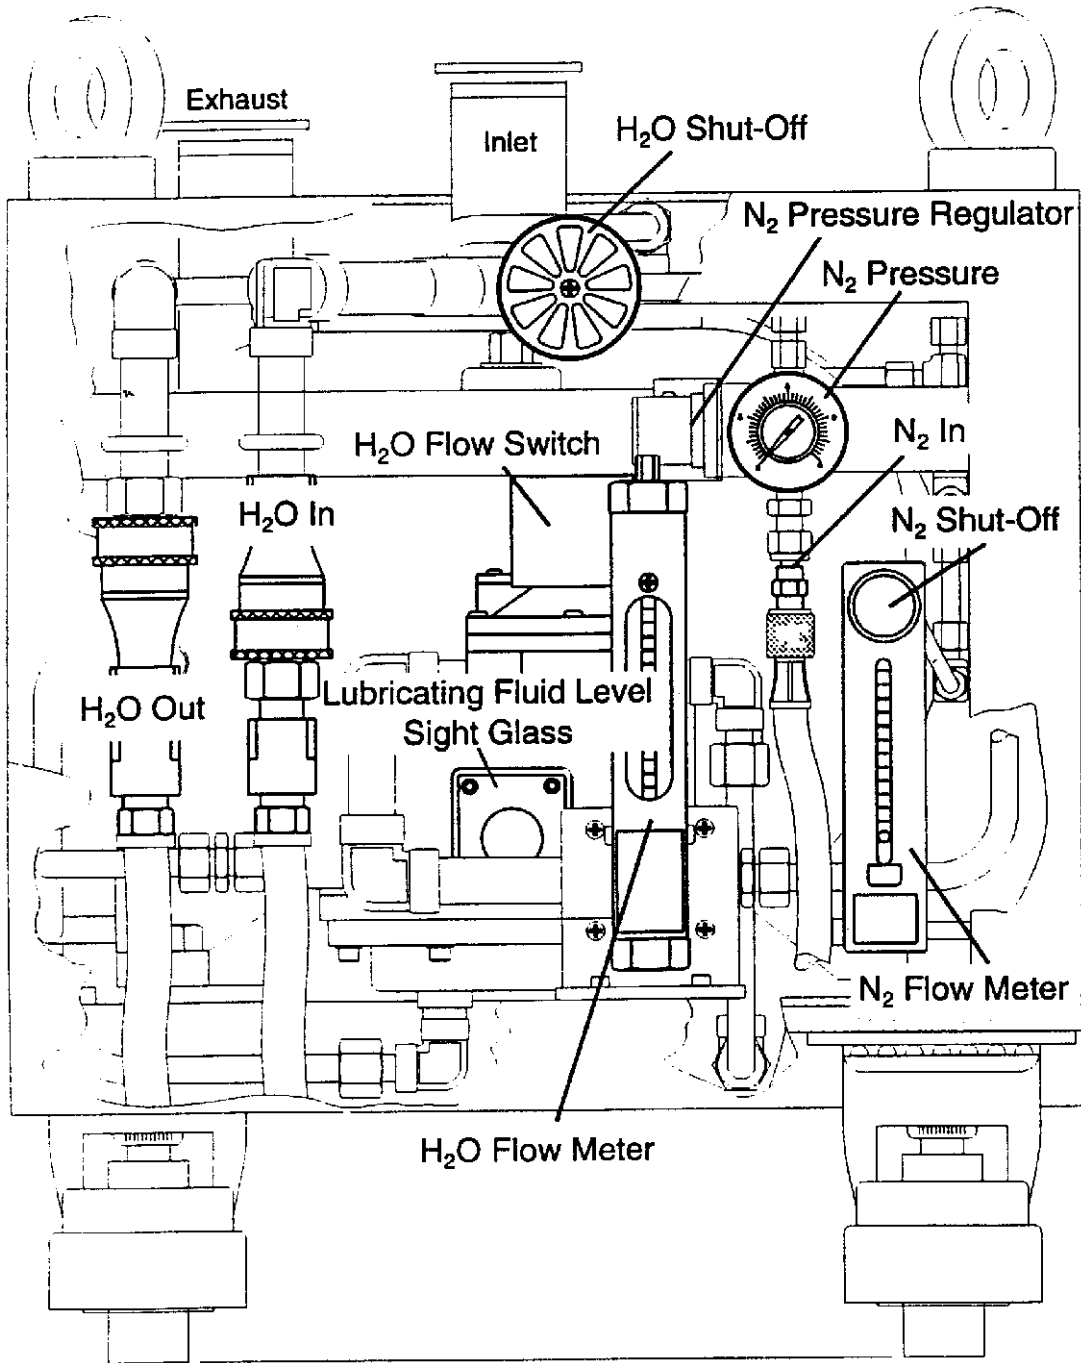 Exhaust
Inlet
H₂O Shut-Off
N₂ Pressure Regulator
N₂ Pressure
H₂O Flow Switch
N₂ In
H₂O In
N₂ Shut-Off
H₂O Out
Lubricating Fluid Level
Sight Glass
N₂ Flow Meter
H₂O Flow Meter